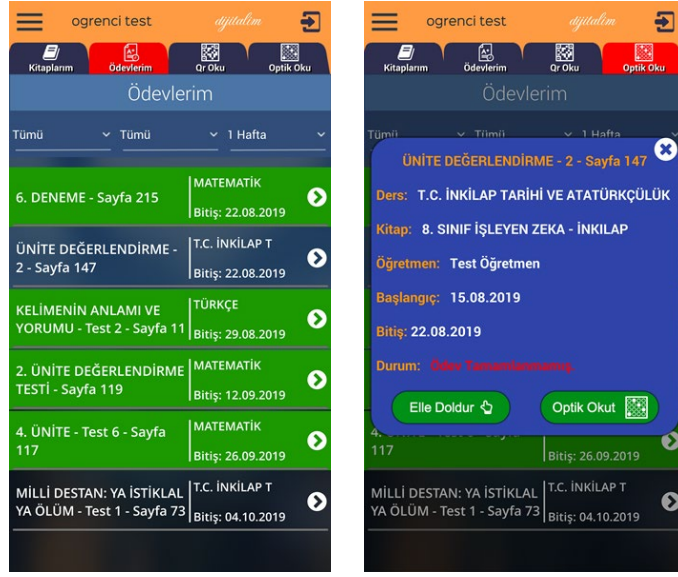 ogrenci test
dijitalim
Kitaplarım
Ödevlerim
Qr Oku
Optik Oku
Ödevlerim
Tümü
Tümü
1 Hafta
6. DENEME - Sayfa 215
MATEMATİK
Bitiş: 22.08.2019
ÜNİTE DEĞERLENDİRME -
2 - Sayfa 147
T.C. İNKİLAP T
Bitiş: 22.08.2019
KELİMENİN ANLAMI VE
YORUMU - Test 2 - Sayfa 11
TÜRKÇE
Bitiş: 29.08.2019
2. ÜNİTE DEĞERLENDİRME
TESTİ - Sayfa 119
MATEMATİK
Bitiş: 12.09.2019
4. ÜNİTE - Test 6 - Sayfa
117
MATEMATİK
Bitiş: 26.09.2019
MİLLİ DESTAN: YA İSTİKLAL
YA ÖLÜM - Test 1 - Sayfa 73
T.C. İNKİLAP T
Bitiş: 04.10.2019
ogrenci test
dijitalim
Kitaplarım
Ödevlerim
Qr Oku
Optik Oku
Ödevlerim
Tümü
Tümü
1 Hafta
ÜNİTE DEĞERLENDİRME - 2 - Sayfa 147
Ders: T.C. İNKİLAP TARİHİ VE ATATÜRKÇÜLÜK
Kitap: 8. SINIF İŞLEYEN ZEKA - İNKILAP
Öğretmen: Test Öğretmen
Başlangıç: 15.08.2019
Bitiş: 22.08.2019
Durum: Ödev Tamamlanmamış
Elle Doldur
Optik Okut
117
Bitiş: 26.09.2019
MİLLİ DESTAN: YA İSTİKLAL
YA ÖLÜM - Test 1 - Sayfa 73
T.C. İNKİLAP T
Bitiş: 04.10.2019